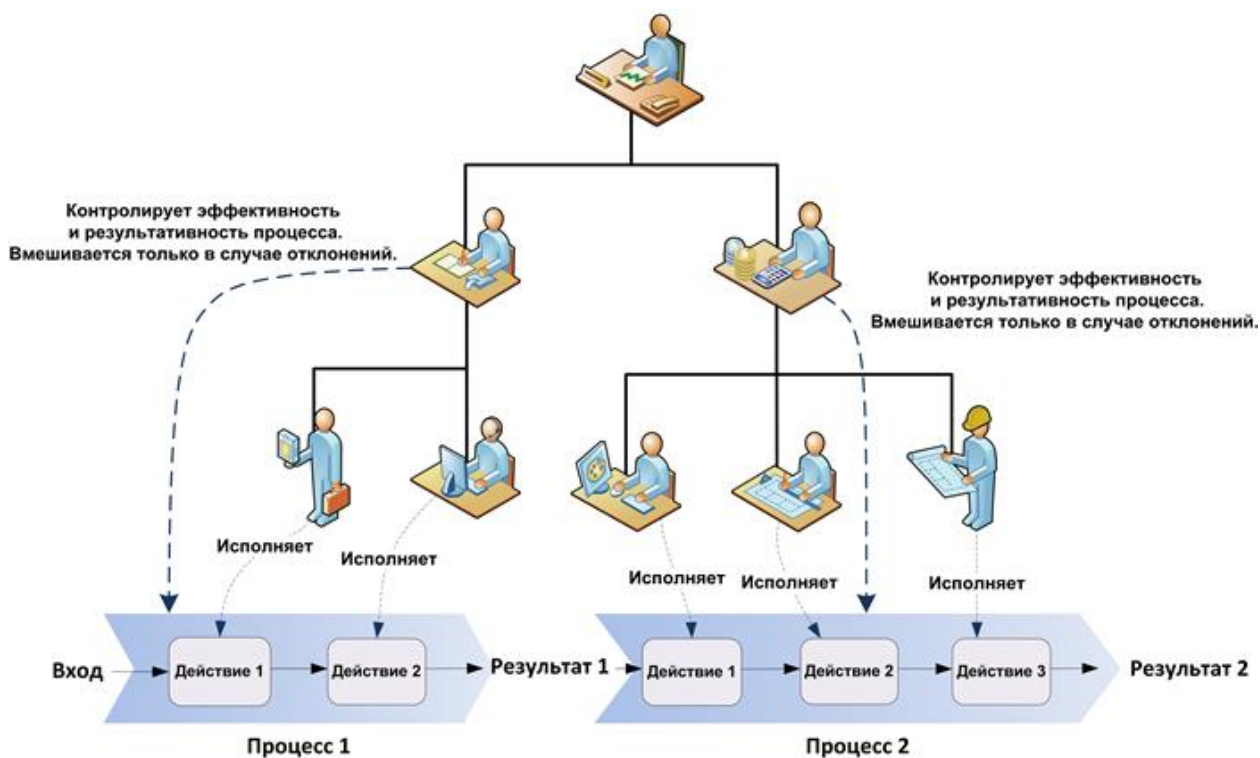 Контролирует эффективность
и результативность процесса.
Вмешивается только в случае отклонений.
Контролирует эффективность
и результативность процесса.
Вмешивается только в случае отклонений.
Исполняет
Исполняет
Исполняет
Исполняет
Исполняет
Вход
Действие 1
Действие 2
Результат 1
Действие 1
Действие 2
Действие 3
Результат 2
Процесс 1
Процесс 2